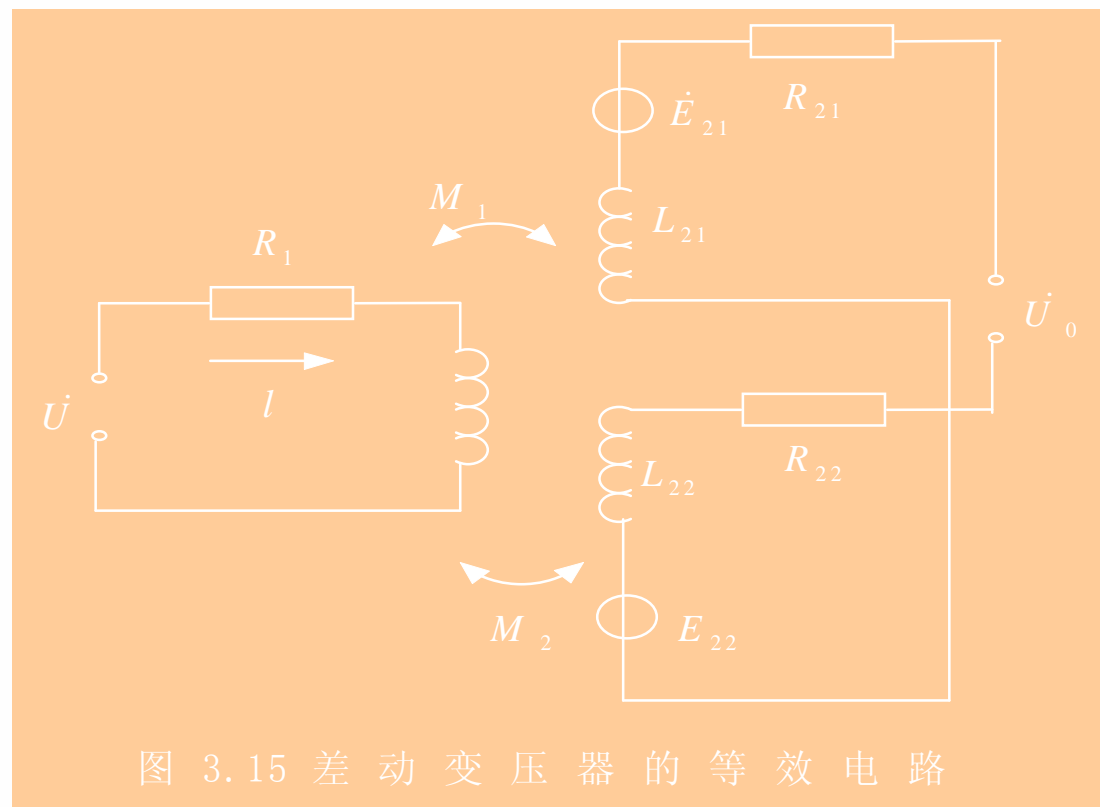 R₂₁
Ė₂₁
M₁
L₂₁
R₁
U̇₀
l
U̇
R₂₂
L₂₂
M₂
E₂₂
图 3.15 差动变压器的等效电路